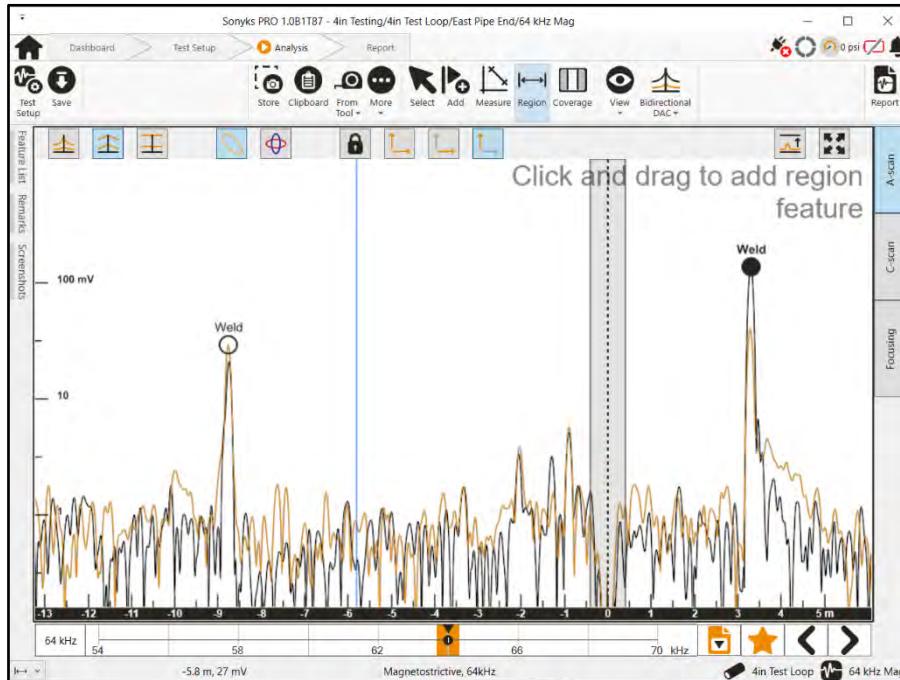 Sonyks PRO 1.0B1T87 - 4in Testing/4in Test Loop/East Pipe End/64 kHz Mag
Dashboard Test Setup Analysis Report
0 psi
Test Setup Save Store Clipboard From Tool More Select Add Measure Region Coverage View Bidirectional DAC Report
Feature List
Remarks
Screenshots
Click and drag to add region
feature
A-scan
C-scan
Focusing
Weld
100 mV
Weld
10
-13 -12 -11 -10 -9 -8 -7 -6 -5 -4 -3 -2 -1 0 1 2 3 4 5 m
64 kHz 54 58 62 66 70 kHz
-5.8 m, 27 mV Magnetostrictive, 64kHz 4in Test Loop 64 kHz Mag